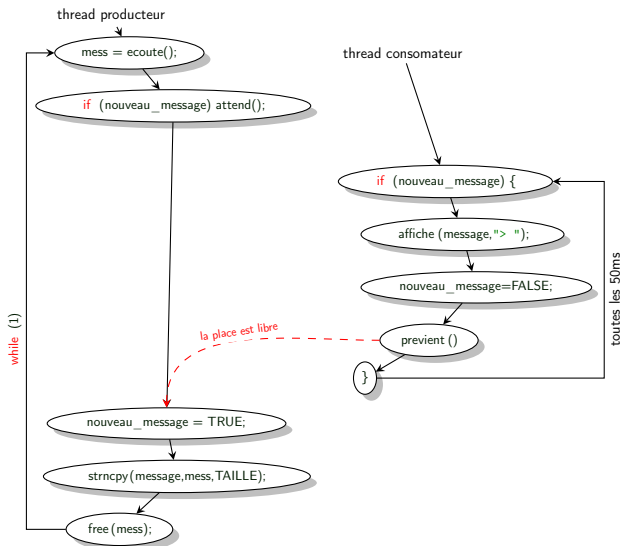 thread producteur
mess = ecoute();
thread consomateur
if (nouveau_message) attend();
if (nouveau_message) {
affiche (message,"> ");
nouveau_message=FALSE;
toutes les 50ms
previent ()
la place est libre
while (1)
}
nouveau_message = TRUE;
strncpy(message,mess,TAILLE);
free(mess);